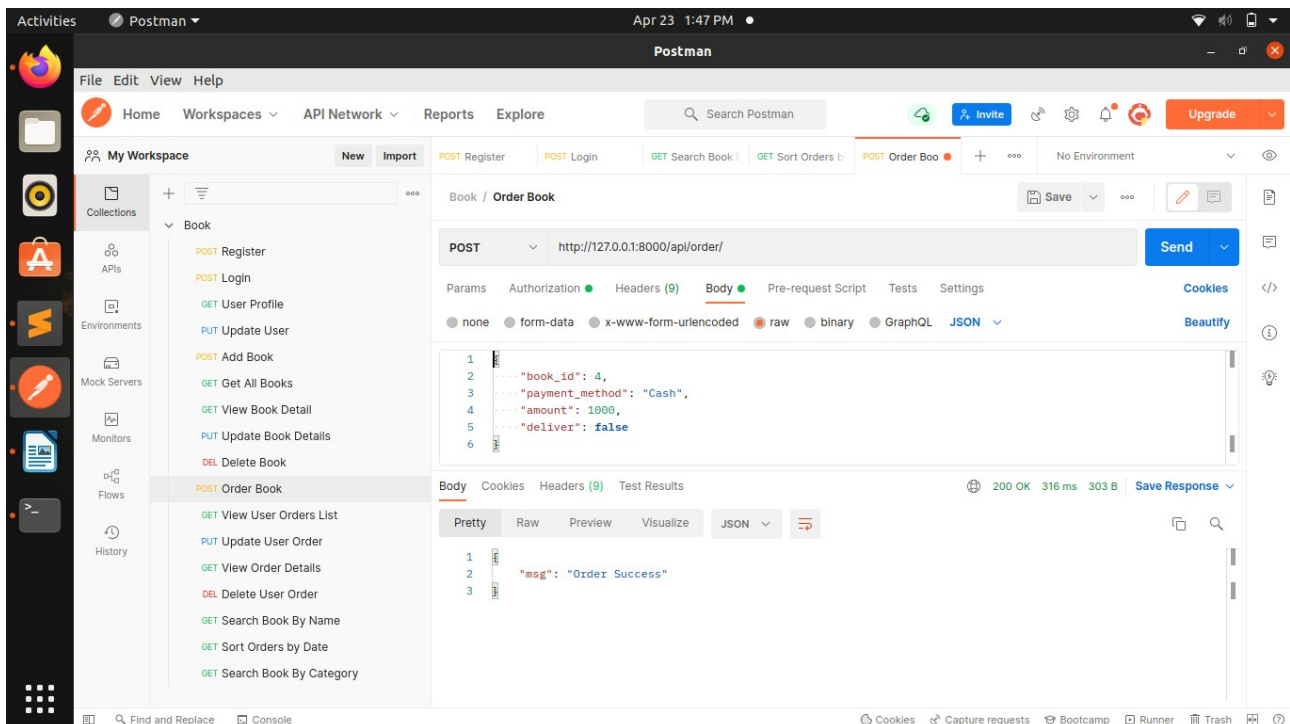 Activities Postman Apr 23 1:47 PM
Postman
File Edit View Help
Home Workspaces API Network Reports Explore Search Postman Invite Upgrade
My Workspace New Import POST Register POST Login GET Search Book GET Sort Orders b POST Order Boo No Environment
Collections
APIs
Environments
Mock Servers
Monitors
Flows
History
Book
POST Register
POST Login
GET User Profile
PUT Update User
POST Add Book
GET Get All Books
GET View Book Detail
PUT Update Book Details
DEL Delete Book
POST Order Book
GET View User Orders List
PUT Update User Order
GET View Order Details
DEL Delete User Order
GET Search Book By Name
GET Sort Orders by Date
GET Search Book By Category
Book / Order Book Save
POST http://127.0.0.1:8000/api/order/ Send
Params Authorization Headers (9) Body Pre-request Script Tests Settings Cookies
none form-data x-www-form-urlencoded raw binary GraphQL JSON Beautify
1 {
2 "book_id": 4,
3 "payment_method": "Cash",
4 "amount": 1000,
5 "deliver": false
6 }
Body Cookies Headers (9) Test Results 200 OK 316 ms 303 B Save Response
Pretty Raw Preview Visualize JSON
1 {
2 "msg": "Order Success"
3 }
Find and Replace Console Cookies Capture requests Bootcamp Runner Trash